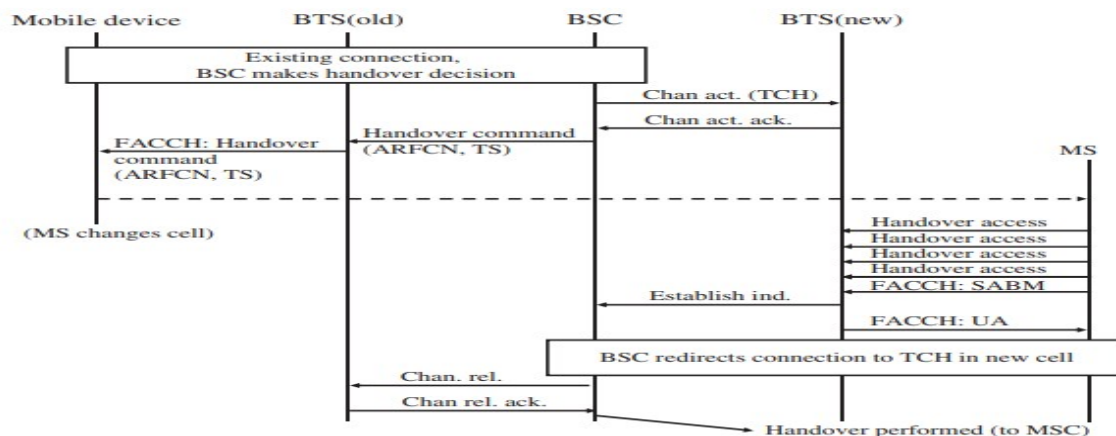 Mobile device
BTS(old)
BSC
BTS(new)
Existing connection,
BSC makes handover decision
Chan act. (TCH)
Chan act. ack.
Handover command
(ARFCN, TS)
FACCH: Handover
command
(ARFCN, TS)
MS
(MS changes cell)
Handover access
Handover access
Handover access
Handover access
FACCH: SABM
Establish ind.
FACCH: UA
BSC redirects connection to TCH in new cell
Chan. rel.
Chan rel. ack.
Handover performed (to MSC)